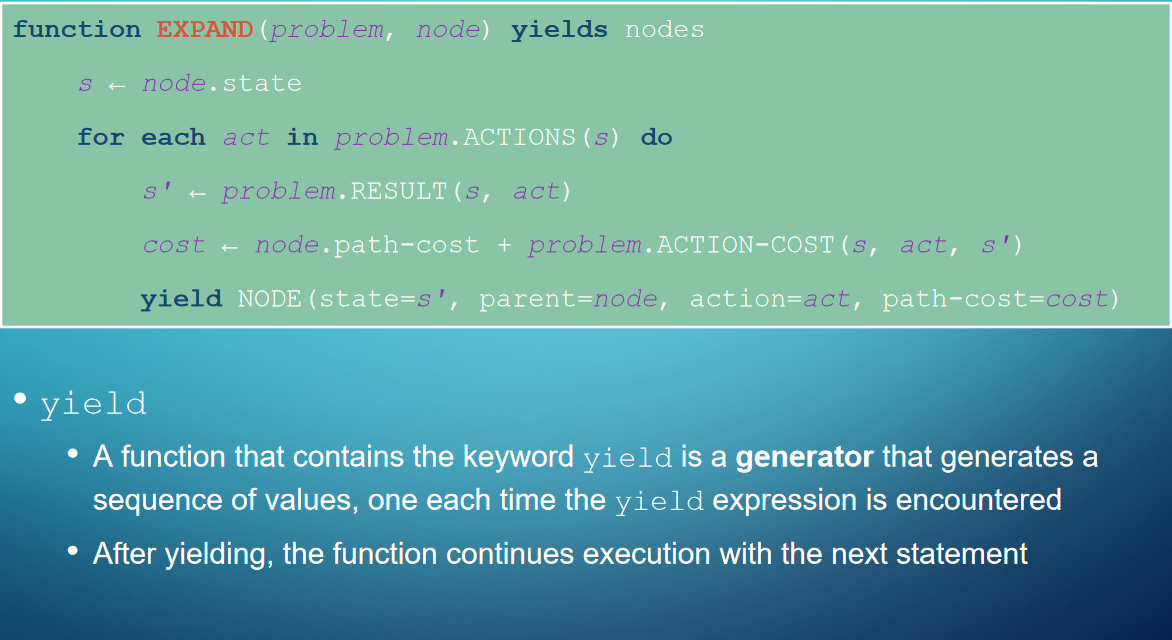 function EXPAND(problem, node) yields nodes
s ← node.state
for each act in problem.ACTIONS(s) do
s' ← problem.RESULT(s, act)
cost ← node.path-cost + problem.ACTION-COST(s, act, s')
yield NODE(state=s', parent=node, action=act, path-cost=cost)
• yield
• A function that contains the keyword yield is a generator that generates a
sequence of values, one each time the yield expression is encountered
• After yielding, the function continues execution with the next statement